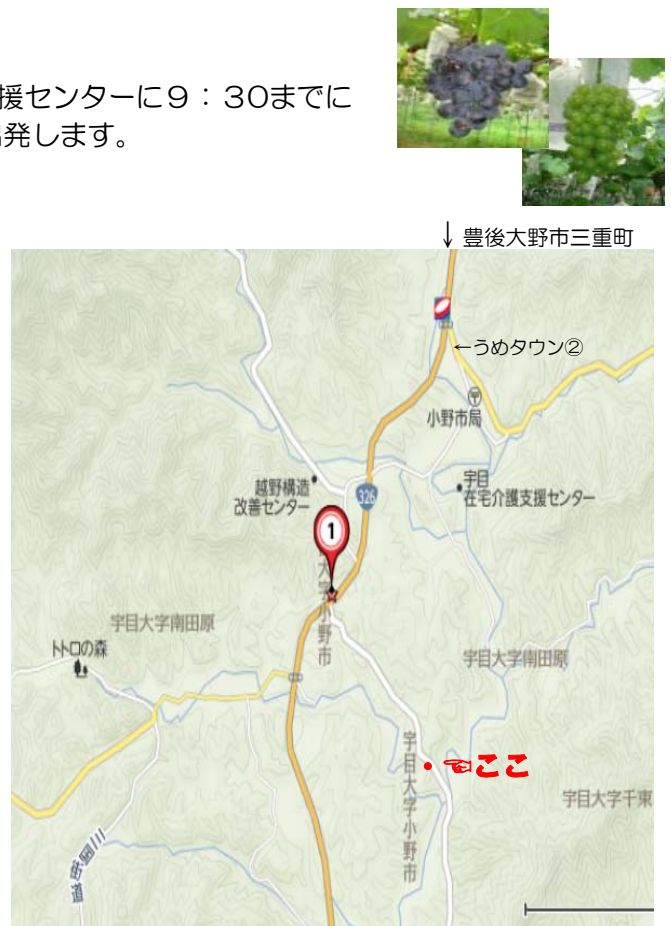 援センターに9：30までに
発します。
↓ 豊後大野市三重町
←うめタウン②
小野市局
越野構造
改善センター
宇目
在宅介護支援センター
326
1
大字小野市
宇目大字南田原
トトロの森
宇目大字南田原
宇目大字小野市
☜ここ
宇目大字千束